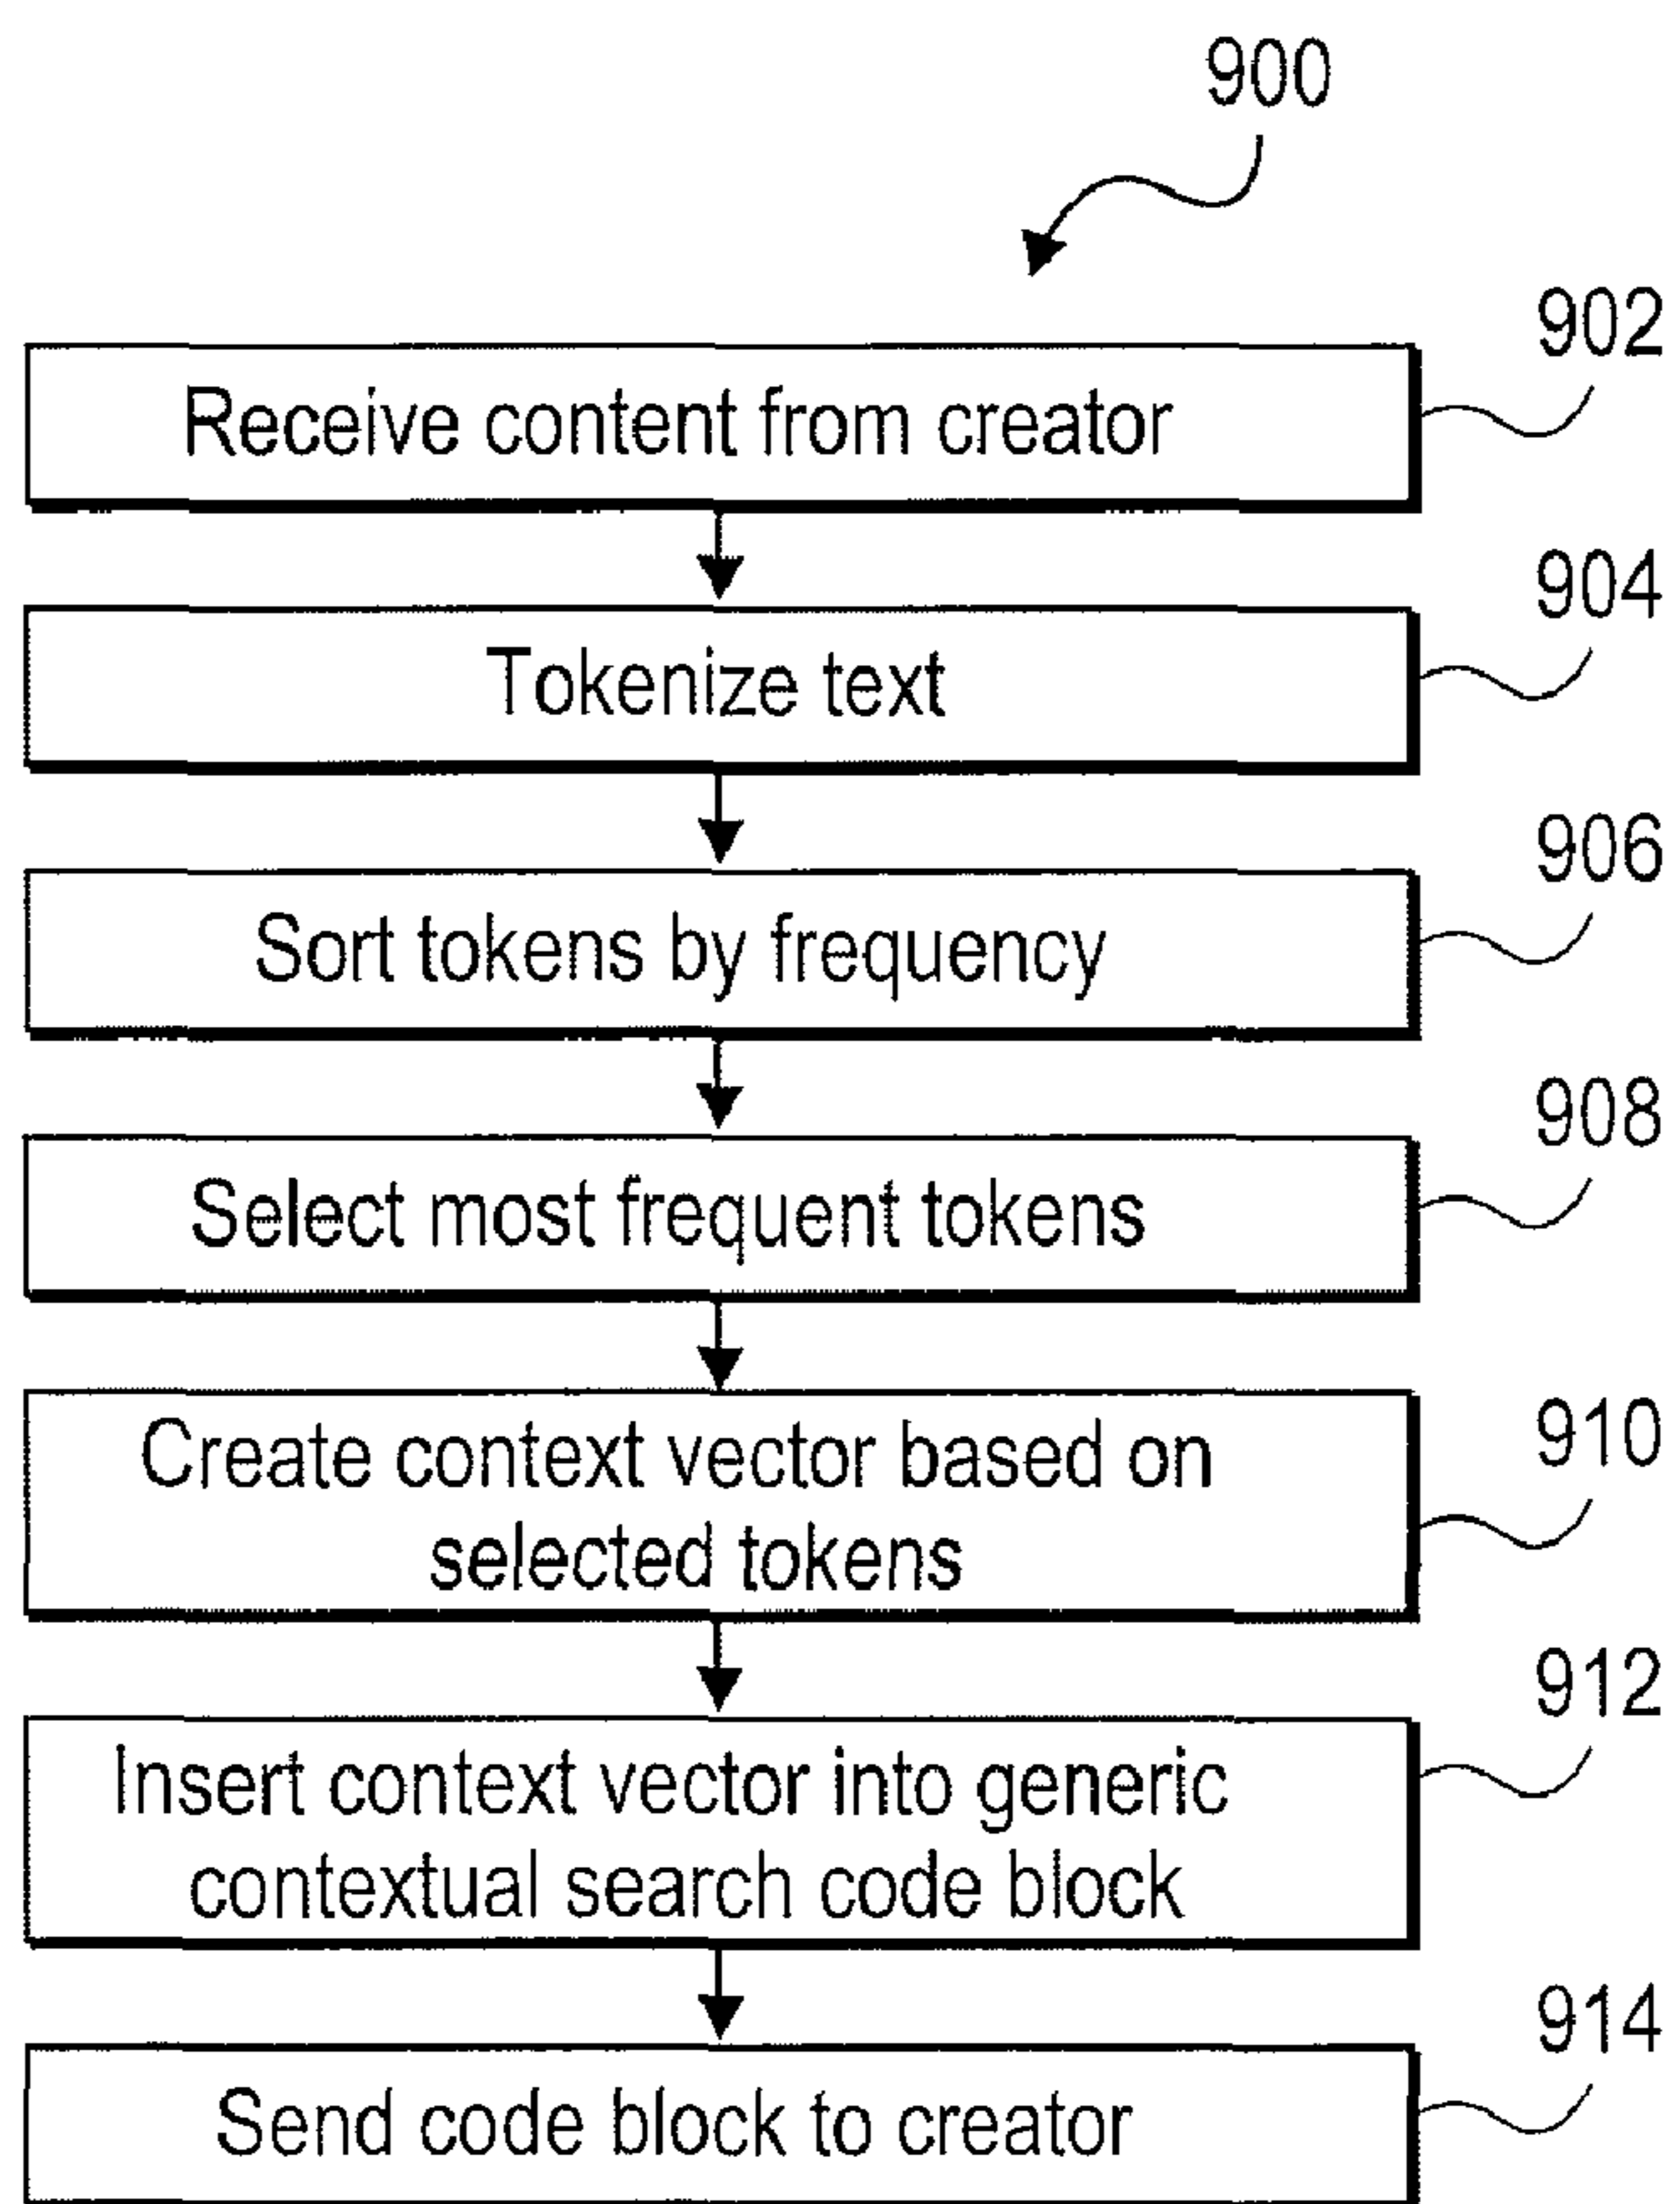 900
902
Receive content from creator
904
Tokenize text
906
Sort tokens by frequency
908
Select most frequent tokens
910
Create context vector based on
selected tokens
912
Insert context vector into generic
contextual search code block
914
Send code block to creator